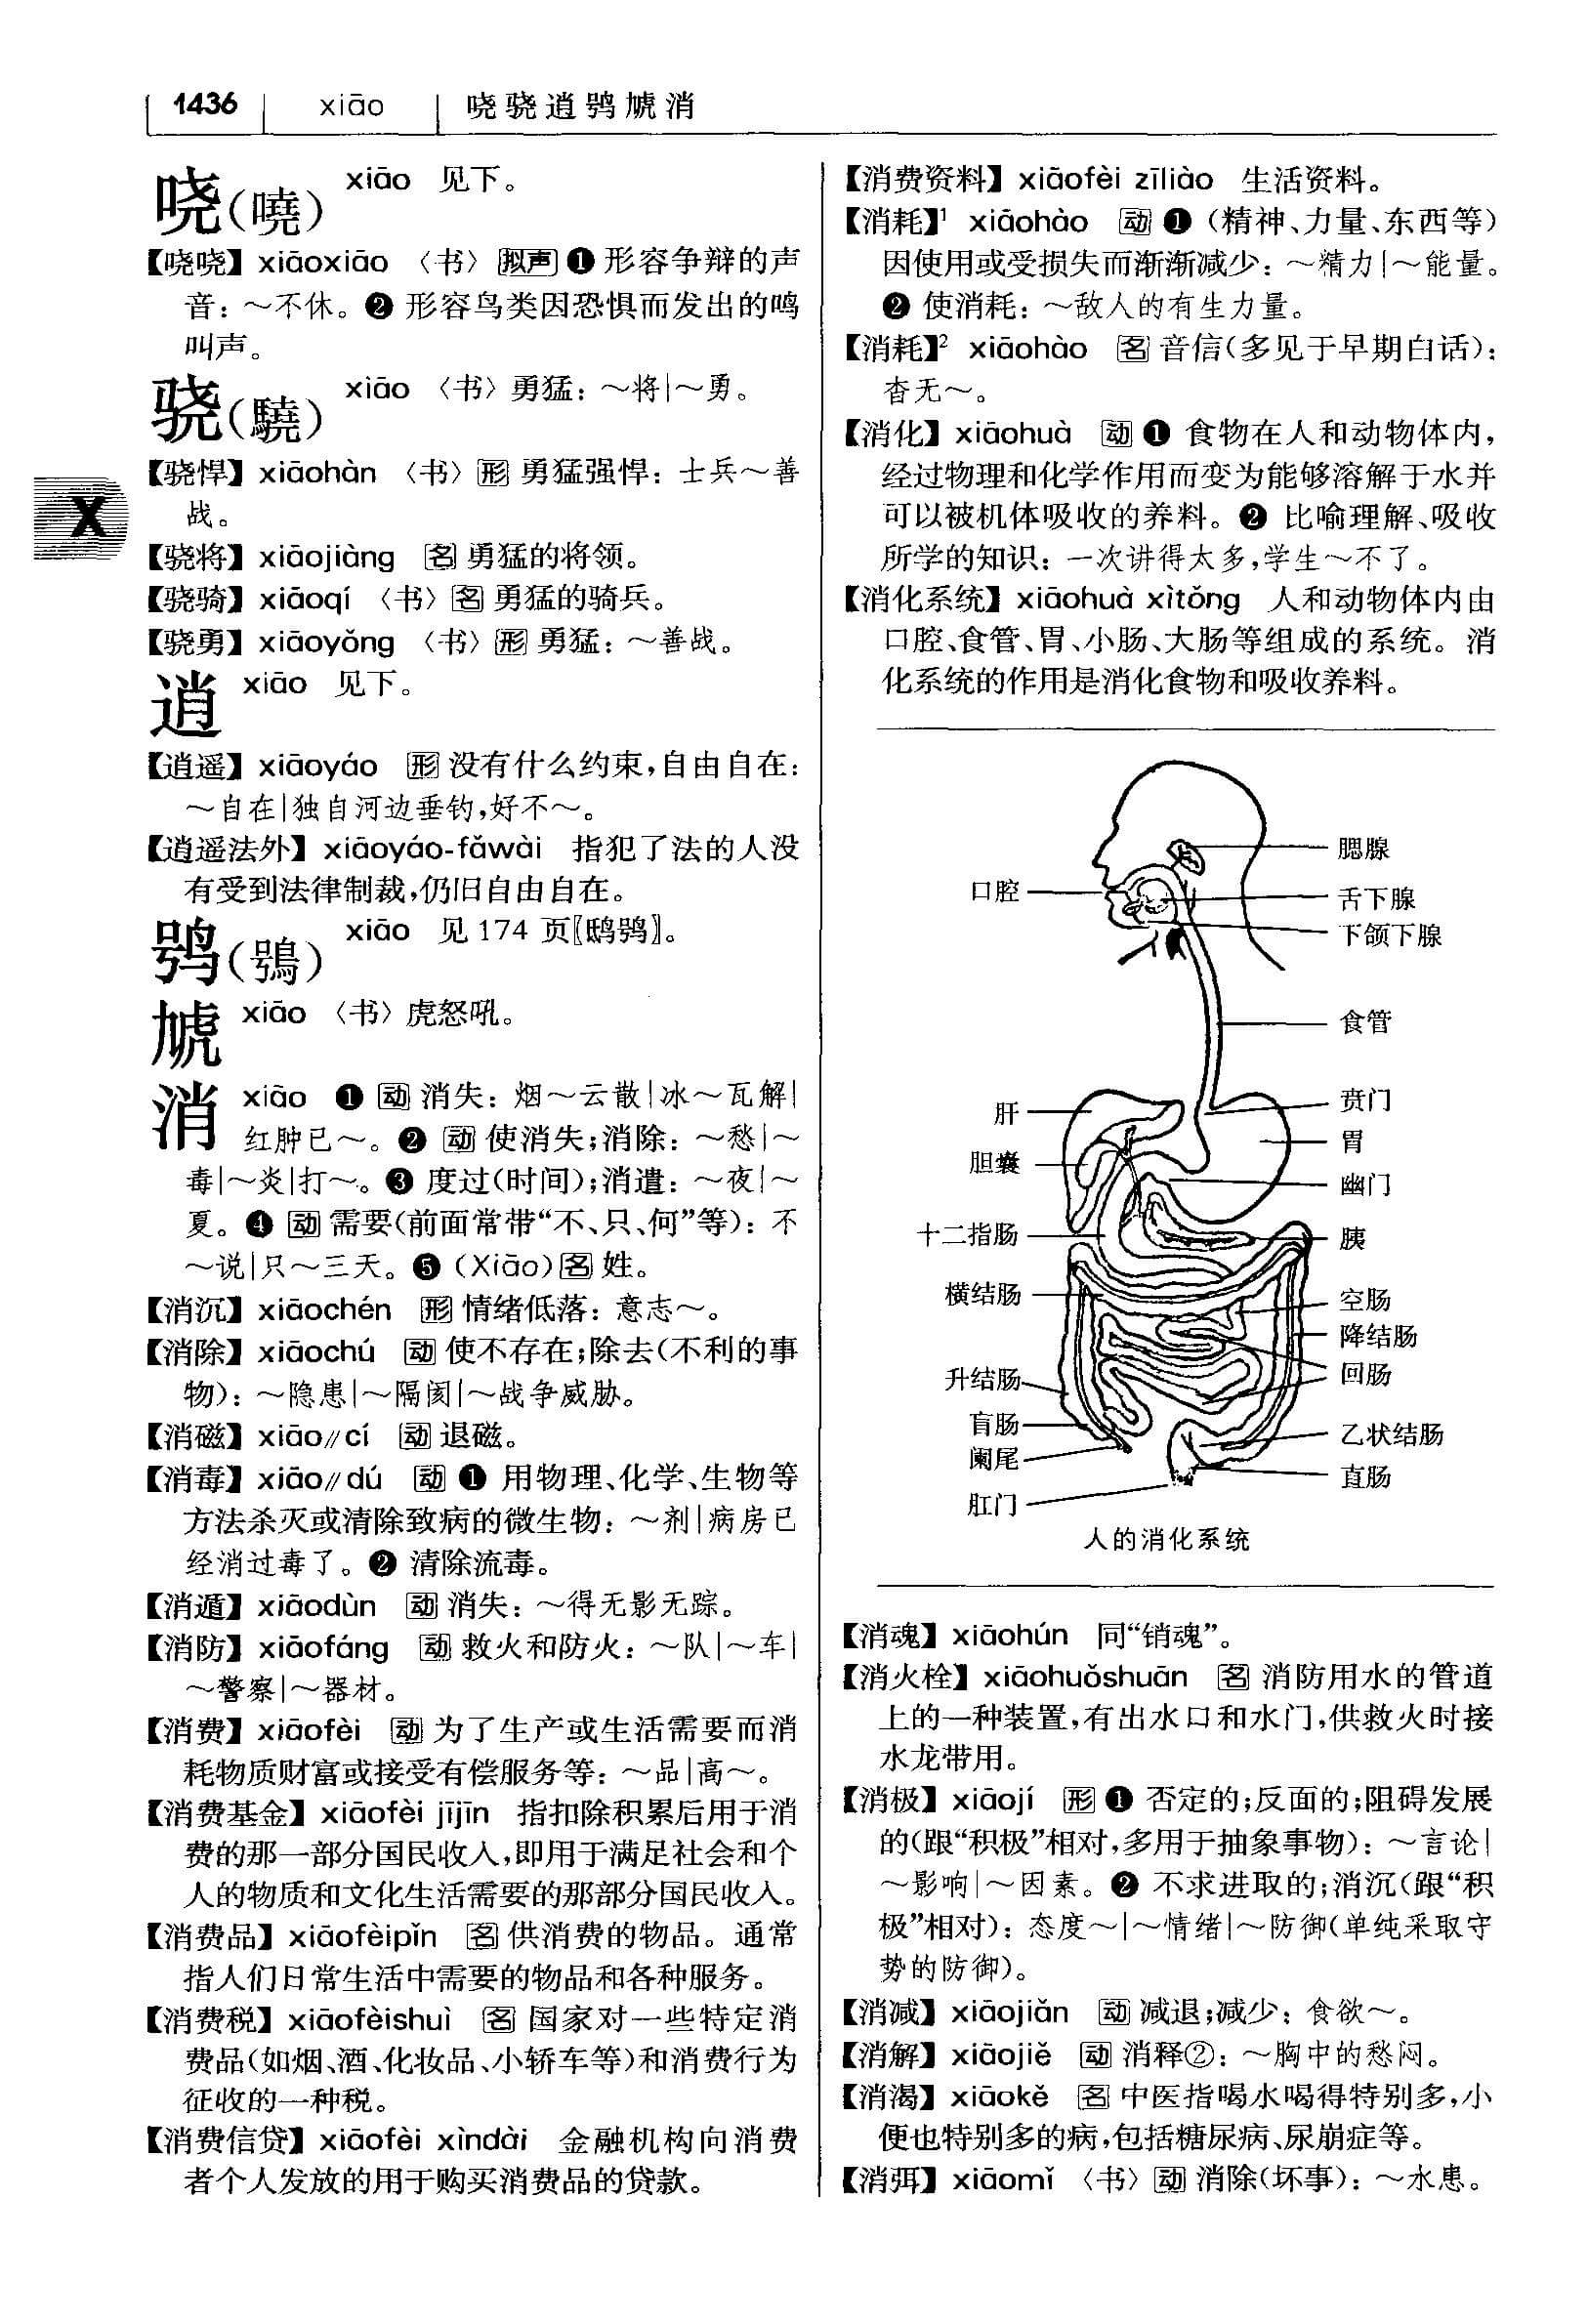 1436 xiāo 哓骁逍鸮虓消
哓(嘵) xiāo 见下。
【哓哓】 xiāoxiāo 〈书〉 拟声 ❶ 形容争辩的声
音：～不休。❷ 形容鸟类因恐惧而发出的鸣
叫声。
骁(驍) xiāo 〈书〉勇猛：～将|～勇。
【骁悍】 xiāohàn 〈书〉 形 勇猛强悍：士兵～善
战。
【骁将】 xiāojiàng 名 勇猛的将领。
【骁骑】 xiāoqí 〈书〉 名 勇猛的骑兵。
【骁勇】 xiāoyǒng 〈书〉 形 勇猛：～善战。
逍 xiāo 见下。
【逍遥】 xiāoyáo 形 没有什么约束，自由自在：
～自在|独自河边垂钓，好不～。
【逍遥法外】 xiāoyáo-fǎwài 指犯了法的人没
有受到法律制裁，仍旧自由自在。
鸮(鴞) xiāo 见 174 页〖鸱鸮〗。
虓 xiāo 〈书〉虎怒吼。
消 xiāo ❶ 动 消失：烟～云散|冰～瓦解|
红肿已～。❷ 动 使消失；消除：～愁|～
毒|～炎|打～。❸ 度过(时间)；消遣：～夜|～
夏。❹ 动 需要(前面常带“不、只、何”等)：不
～说|只～三天。❺ (Xiāo) 名 姓。
【消沉】 xiāochén 形 情绪低落：意志～。
【消除】 xiāochú 动 使不存在；除去(不利的事
物)：～隐患|～隔阂|～战争威胁。
【消磁】 xiāo//cí 动 退磁。
【消毒】 xiāo//dú 动 ❶ 用物理、化学、生物等
方法杀灭或清除致病的微生物：～剂|病房已
经消过毒了。❷ 清除流毒。
【消遁】 xiāodùn 动 消失：～得无影无踪。
【消防】 xiāofáng 动 救火和防火：～队|～车|
～警察|～器材。
【消费】 xiāofèi 动 为了生产或生活需要而消
耗物质财富或接受有偿服务等：～品|高～。
【消费基金】 xiāofèi jījīn 指扣除积累后用于消
费的那一部分国民收入，即用于满足社会和个
人的物质和文化生活需要的那部分国民收入。
【消费品】 xiāofèipǐn 名 供消费的物品。通常
指人们日常生活中需要的物品和各种服务。
【消费税】 xiāofèishuì 名 国家对一些特定消
费品(如烟、酒、化妆品、小轿车等)和消费行为
征收的一种税。
【消费信贷】 xiāofèi xìndài 金融机构向消费
者个人发放的用于购买消费品的贷款。
X
【消费资料】 xiāofèi zīliào 生活资料。
【消耗】¹ xiāohào 动 ❶ (精神、力量、东西等)
因使用或受损失而渐渐减少：～精力|～能量。
❷ 使消耗：～敌人的有生力量。
【消耗】² xiāohào 名 音信(多见于早期白话)：
杳无～。
【消化】 xiāohuà 动 ❶ 食物在人和动物体内，
经过物理和化学作用而变为能够溶解于水并
可以被机体吸收的养料。❷ 比喻理解、吸收
所学的知识：一次讲得太多，学生～不了。
【消化系统】 xiāohuà xìtǒng 人和动物体内由
口腔、食管、胃、小肠、大肠等组成的系统。消
化系统的作用是消化食物和吸收养料。
腮腺
口腔
舌下腺
下颌下腺
食管
贲门
肝
胃
胆囊
幽门
十二指肠
胰
横结肠
空肠
降结肠
回肠
升结肠
盲肠
乙状结肠
阑尾
直肠
肛门
人的消化系统
【消魂】 xiāohún 同“销魂”。
【消火栓】 xiāohuǒshuān 名 消防用水的管道
上的一种装置，有出水口和水门，供救火时接
水龙带用。
【消极】 xiāojí 形 ❶ 否定的；反面的；阻碍发展
的(跟“积极”相对，多用于抽象事物)：～言论|
～影响|～因素。❷ 不求进取的；消沉(跟“积
极”相对)：态度～|～情绪|～防御(单纯采取守
势的防御)。
【消减】 xiāojiǎn 动 减退；减少：食欲～。
【消解】 xiāojiě 动 消释②：～胸中的愁闷。
【消渴】 xiāokě 名 中医指喝水喝得特别多，小
便也特别多的病，包括糖尿病、尿崩症等。
【消弭】 xiāomǐ 〈书〉 动 消除(坏事)：～水患。